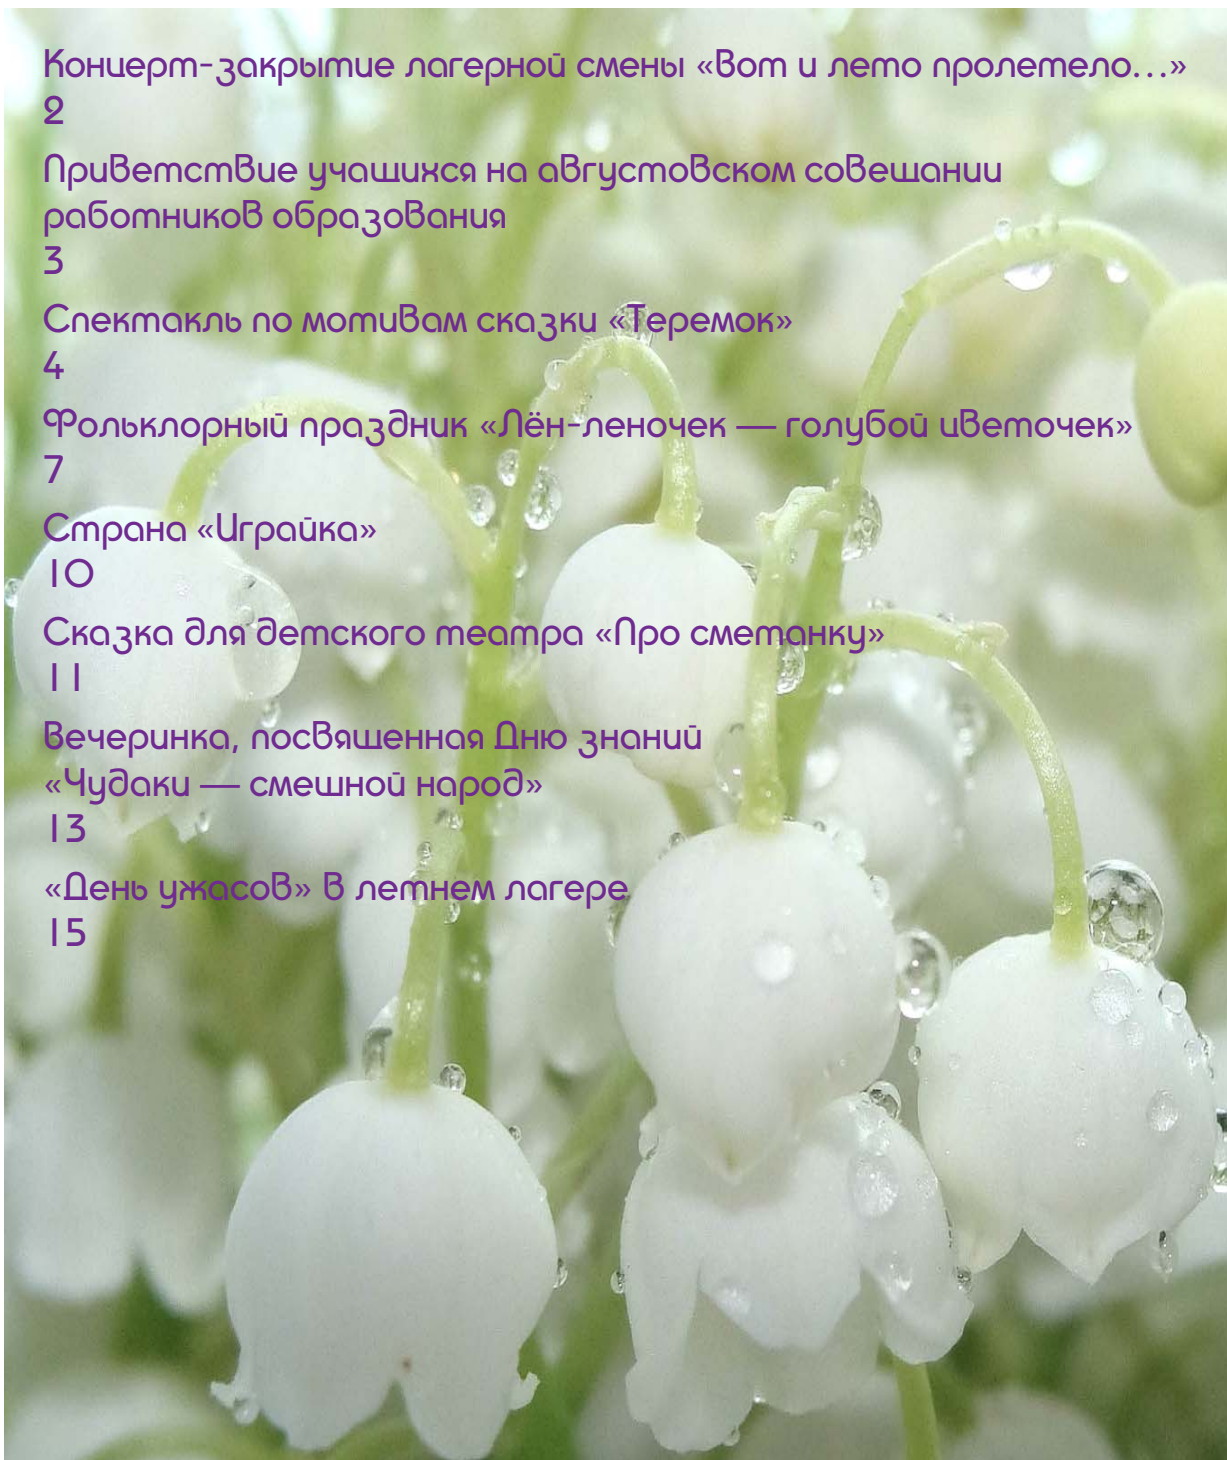 Концерт-закрытие лагерной смены «Вот и лето пролетело...»
2
Приветствие учащихся на августовском совещании
работников образования
3
Спектакль по мотивам сказки «Теремок»
4
Фольклорный праздник «Лён-леночек — голубой цветочек»
7
Страна «Играйка»
10
Сказка для детского театра «Про сметанку»
11
Вечеринка, посвященная Дню знаний
«Чудаки — смешной народ»
13
«День ужасов» в летнем лагере
15